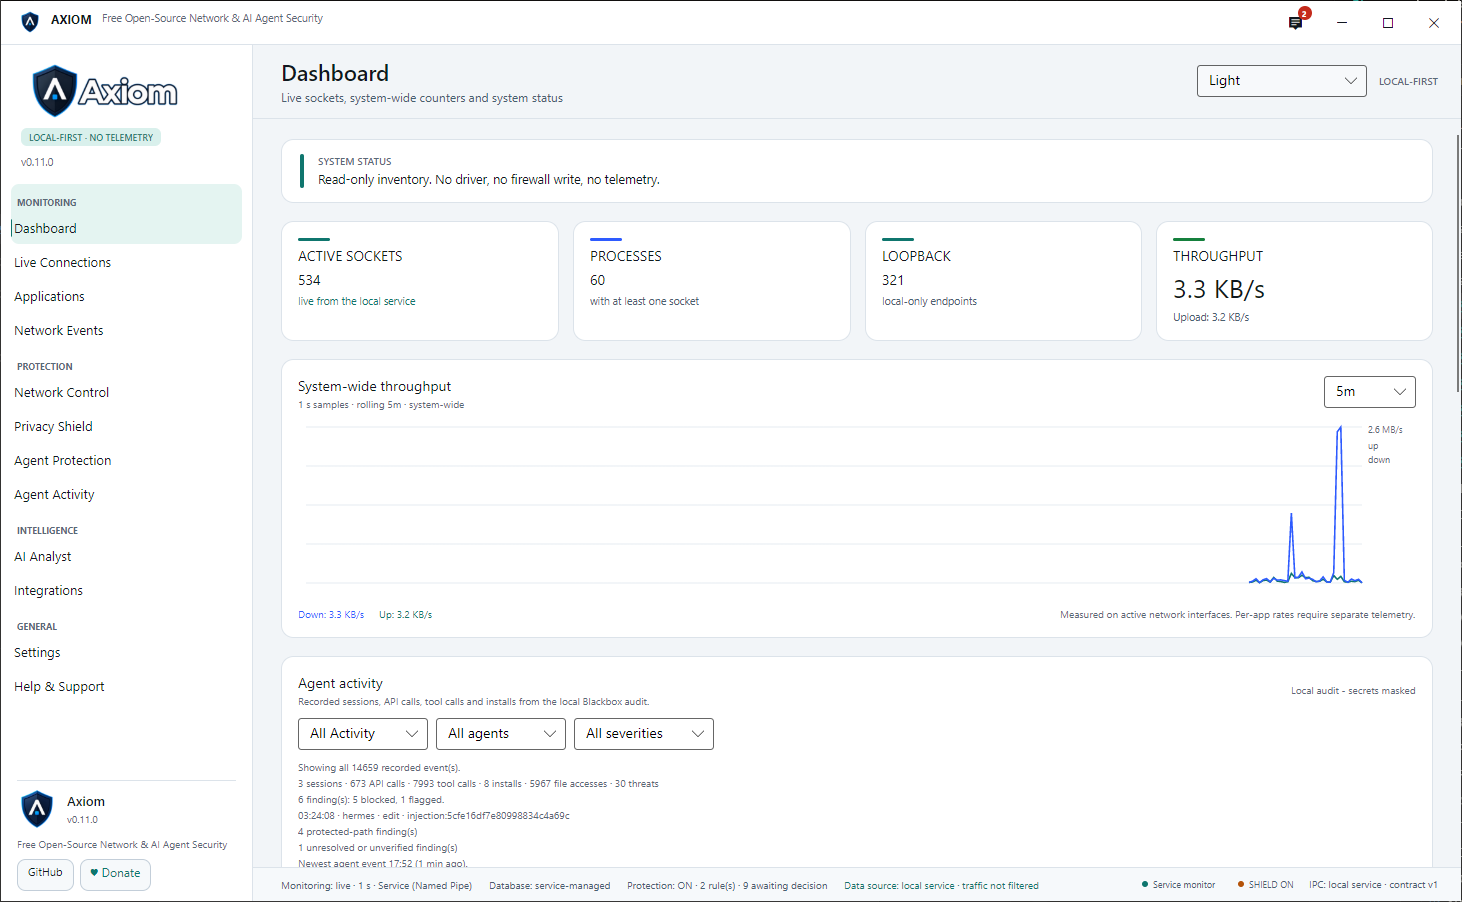 AXIOM Free Open-Source Network & AI Agent Security
2
Axiom
LOCAL-FIRST · NO TELEMETRY
v0.11.0
MONITORING
Dashboard
Live Connections
Applications
Network Events
PROTECTION
Network Control
Privacy Shield
Agent Protection
Agent Activity
INTELLIGENCE
AI Analyst
Integrations
GENERAL
Settings
Help & Support
Axiom
v0.11.0
Free Open-Source Network & AI Agent Security
GitHub
♥ Donate
Dashboard
Live sockets, system-wide counters and system status
Light
LOCAL-FIRST
SYSTEM STATUS
Read-only inventory. No driver, no firewall write, no telemetry.
ACTIVE SOCKETS
534
live from the local service
PROCESSES
60
with at least one socket
LOOPBACK
321
local-only endpoints
THROUGHPUT
3.3 KB/s
Upload: 3.2 KB/s
System-wide throughput
1 s samples · rolling 5m · system-wide
5m
2.6 MB/s
up
down
Down: 3.3 KB/s Up: 3.2 KB/s
Measured on active network interfaces. Per-app rates require separate telemetry.
Agent activity
Recorded sessions, API calls, tool calls and installs from the local Blackbox audit.
Local audit - secrets masked
All Activity
All agents
All severities
Showing all 14659 recorded event(s).
3 sessions · 673 API calls · 7993 tool calls · 8 installs · 5967 file accesses · 30 threats
6 finding(s): 5 blocked, 1 flagged.
03:24:08 · hermes · edit · injection:5cfe16df7e80998834c4a69c
4 protected-path finding(s)
1 unresolved or unverified finding(s)
Newest agent event 17:52 (1 min ago).
Monitoring: live · 1 s · Service (Named Pipe) Database: service-managed Protection: ON · 2 rule(s) · 9 awaiting decision Data source: local service · traffic not filtered Service monitor SHIELD ON IPC: local service · contract v1